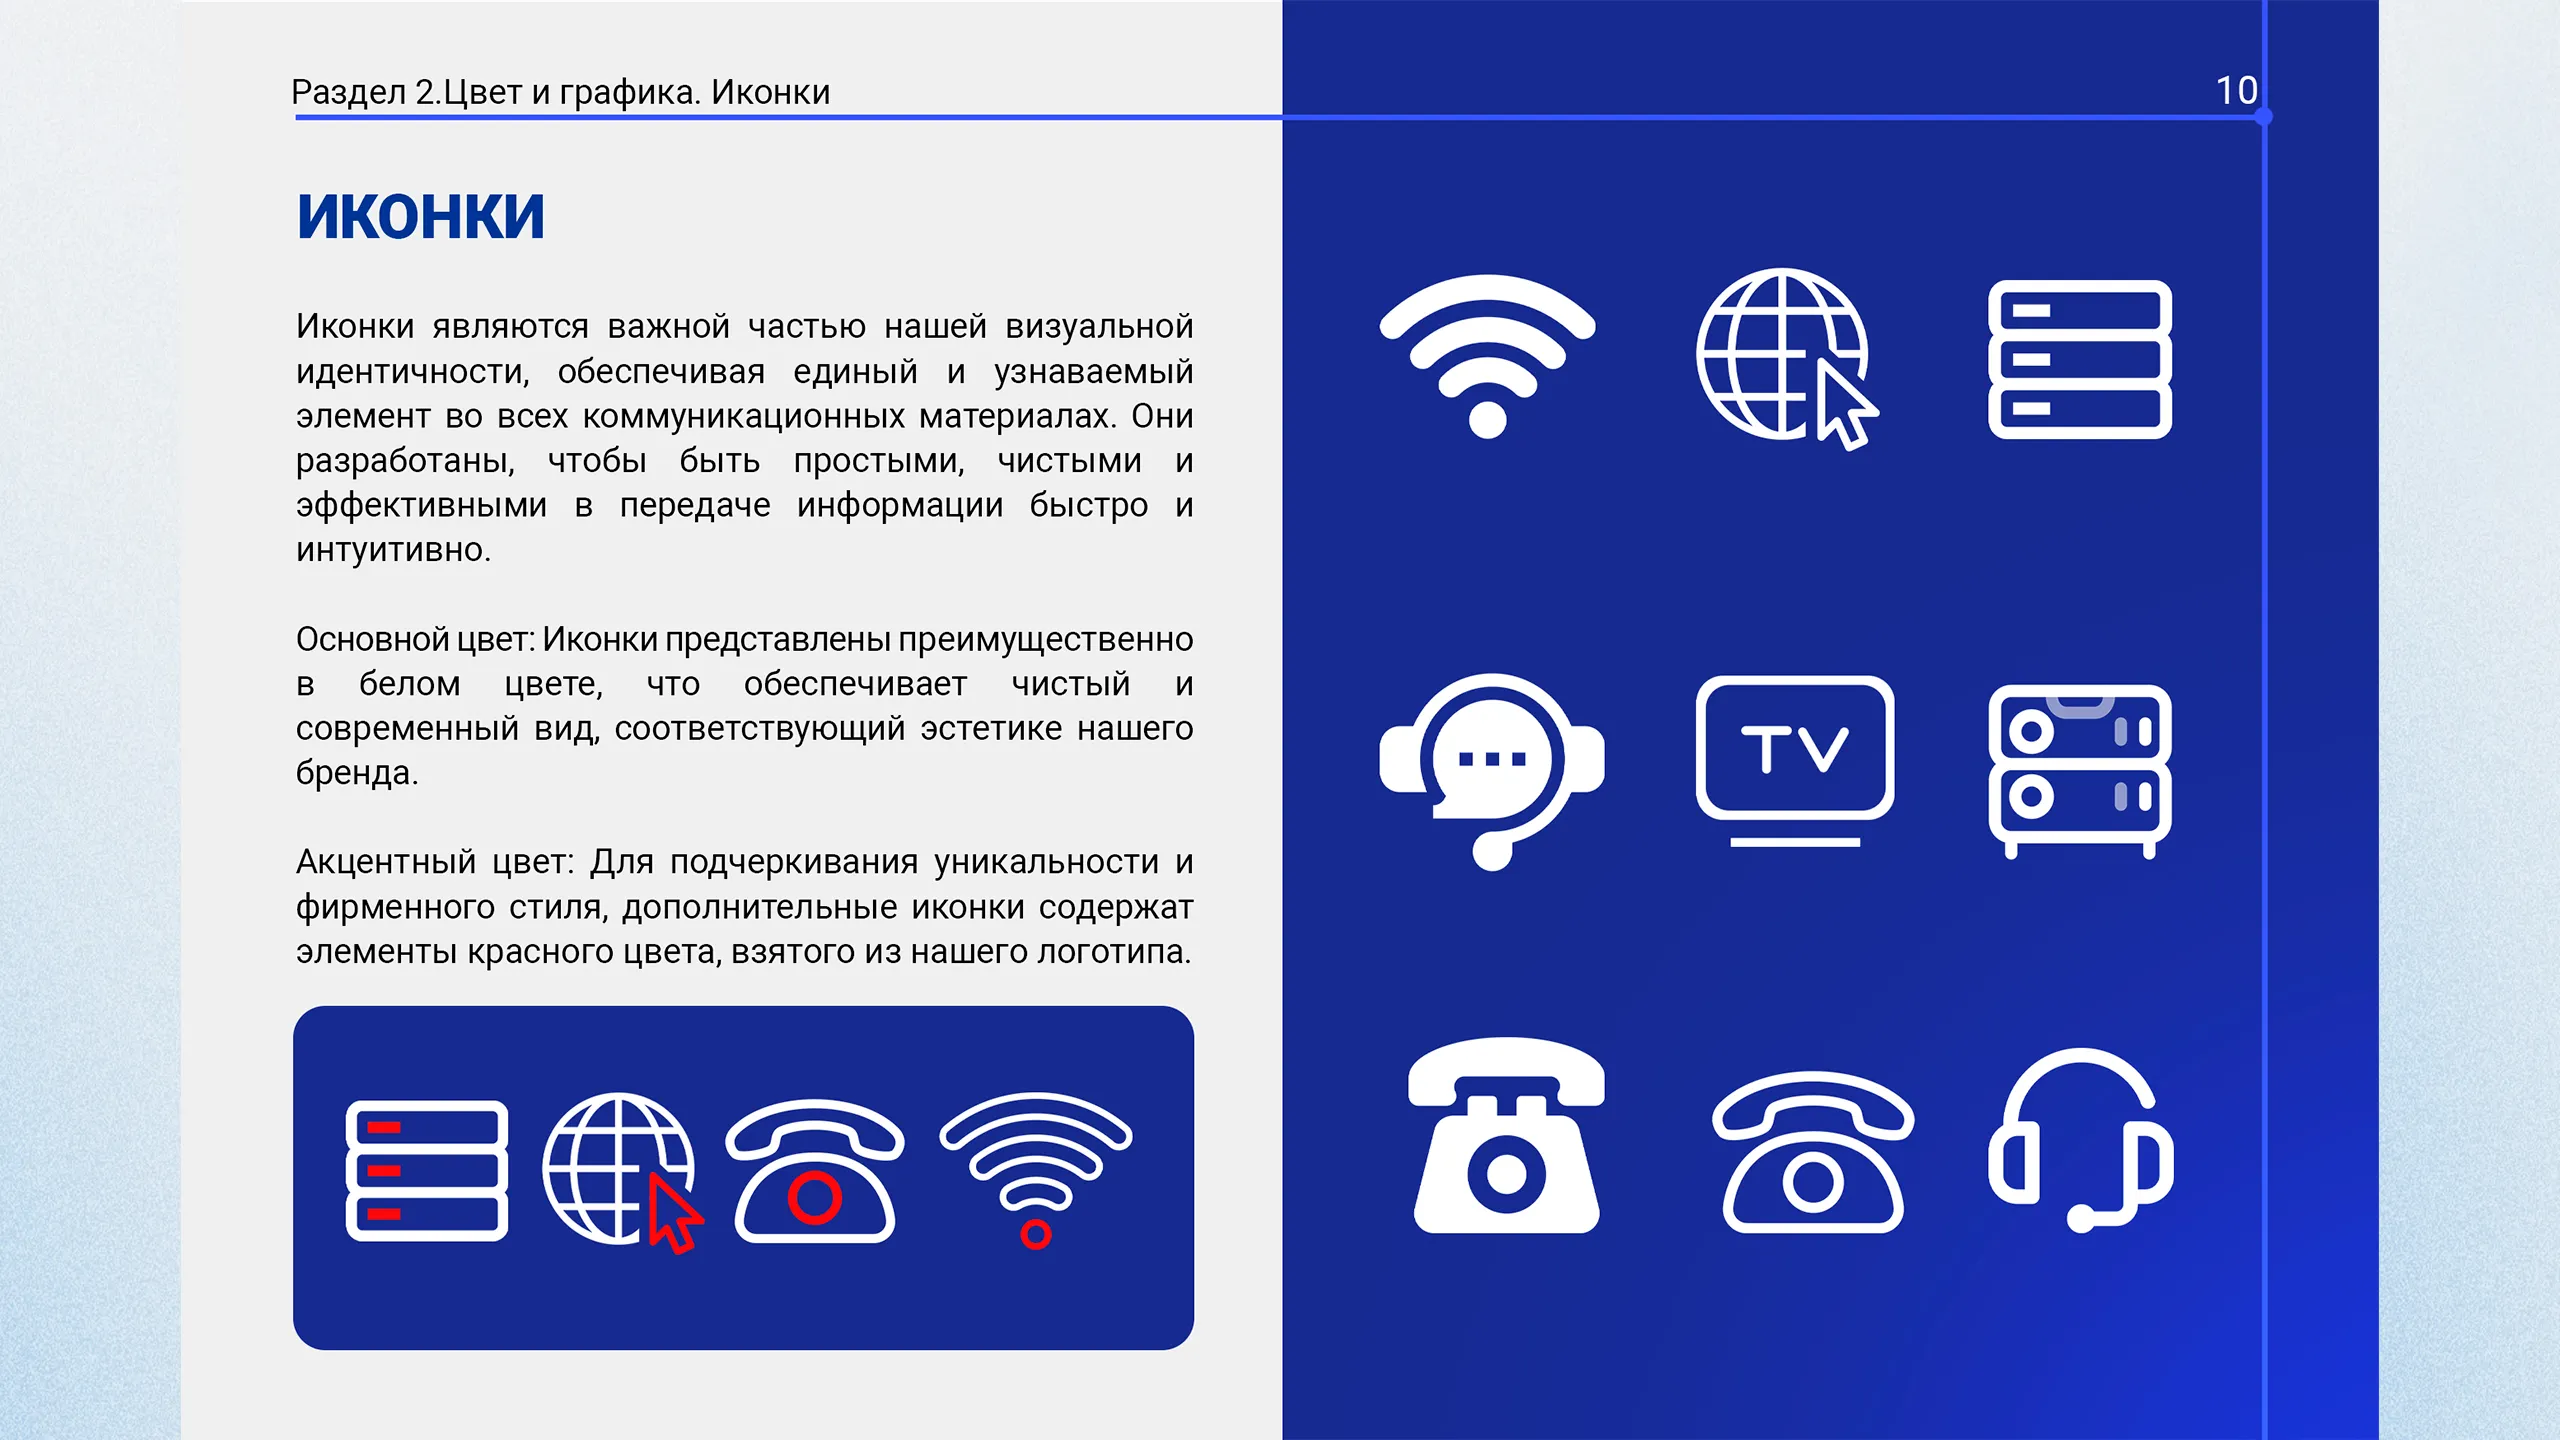 Раздел 2.Цвет и графика. Иконки
10
ИКОНКИ
Иконки являются важной частью нашей визуальной
идентичности, обеспечивая единый и узнаваемый
элемент во всех коммуникационных материалах. Они
разработаны, чтобы быть простыми, чистыми и
эффективными в передаче информации быстро и
интуитивно.
Основной цвет: Иконки представлены преимущественно
в белом цвете, что обеспечивает чистый и
современный вид, соответствующий эстетике нашего
бренда.
Акцентный цвет: Для подчеркивания уникальности и
фирменного стиля, дополнительные иконки содержат
элементы красного цвета, взятого из нашего логотипа.
TV